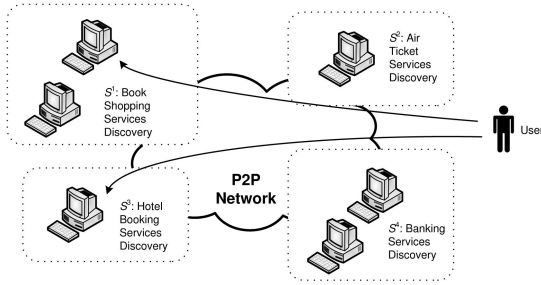 S¹: Book
Shopping
Services
Discovery
S²: Air
Ticket
Services
Discovery
User
S³: Hotel
Booking
Services
Discovery
P2P
Network
S⁴: Banking
Services
Discovery